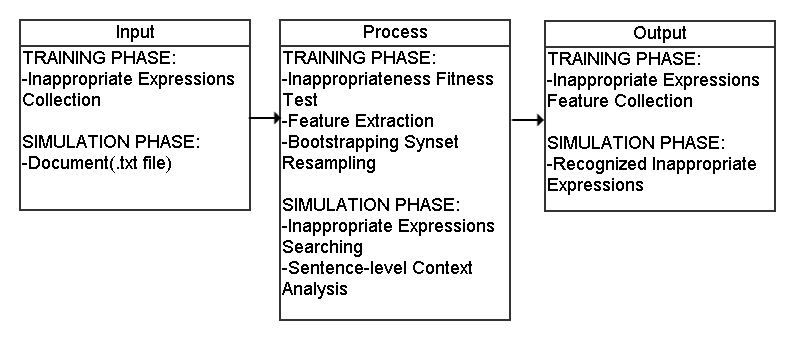 Input
TRAINING PHASE:
-Inappropriate Expressions
Collection
SIMULATION PHASE:
-Document(.txt file)
Process
TRAINING PHASE:
-Inappropriateness Fitness
Test
-Feature Extraction
-Bootstrapping Synset
Resampling
SIMULATION PHASE:
-Inappropriate Expressions
Searching
-Sentence-level Context
Analysis
Output
TRAINING PHASE:
-Inappropriate Expressions
Feature Collection
SIMULATION PHASE:
-Recognized Inappropriate
Expressions